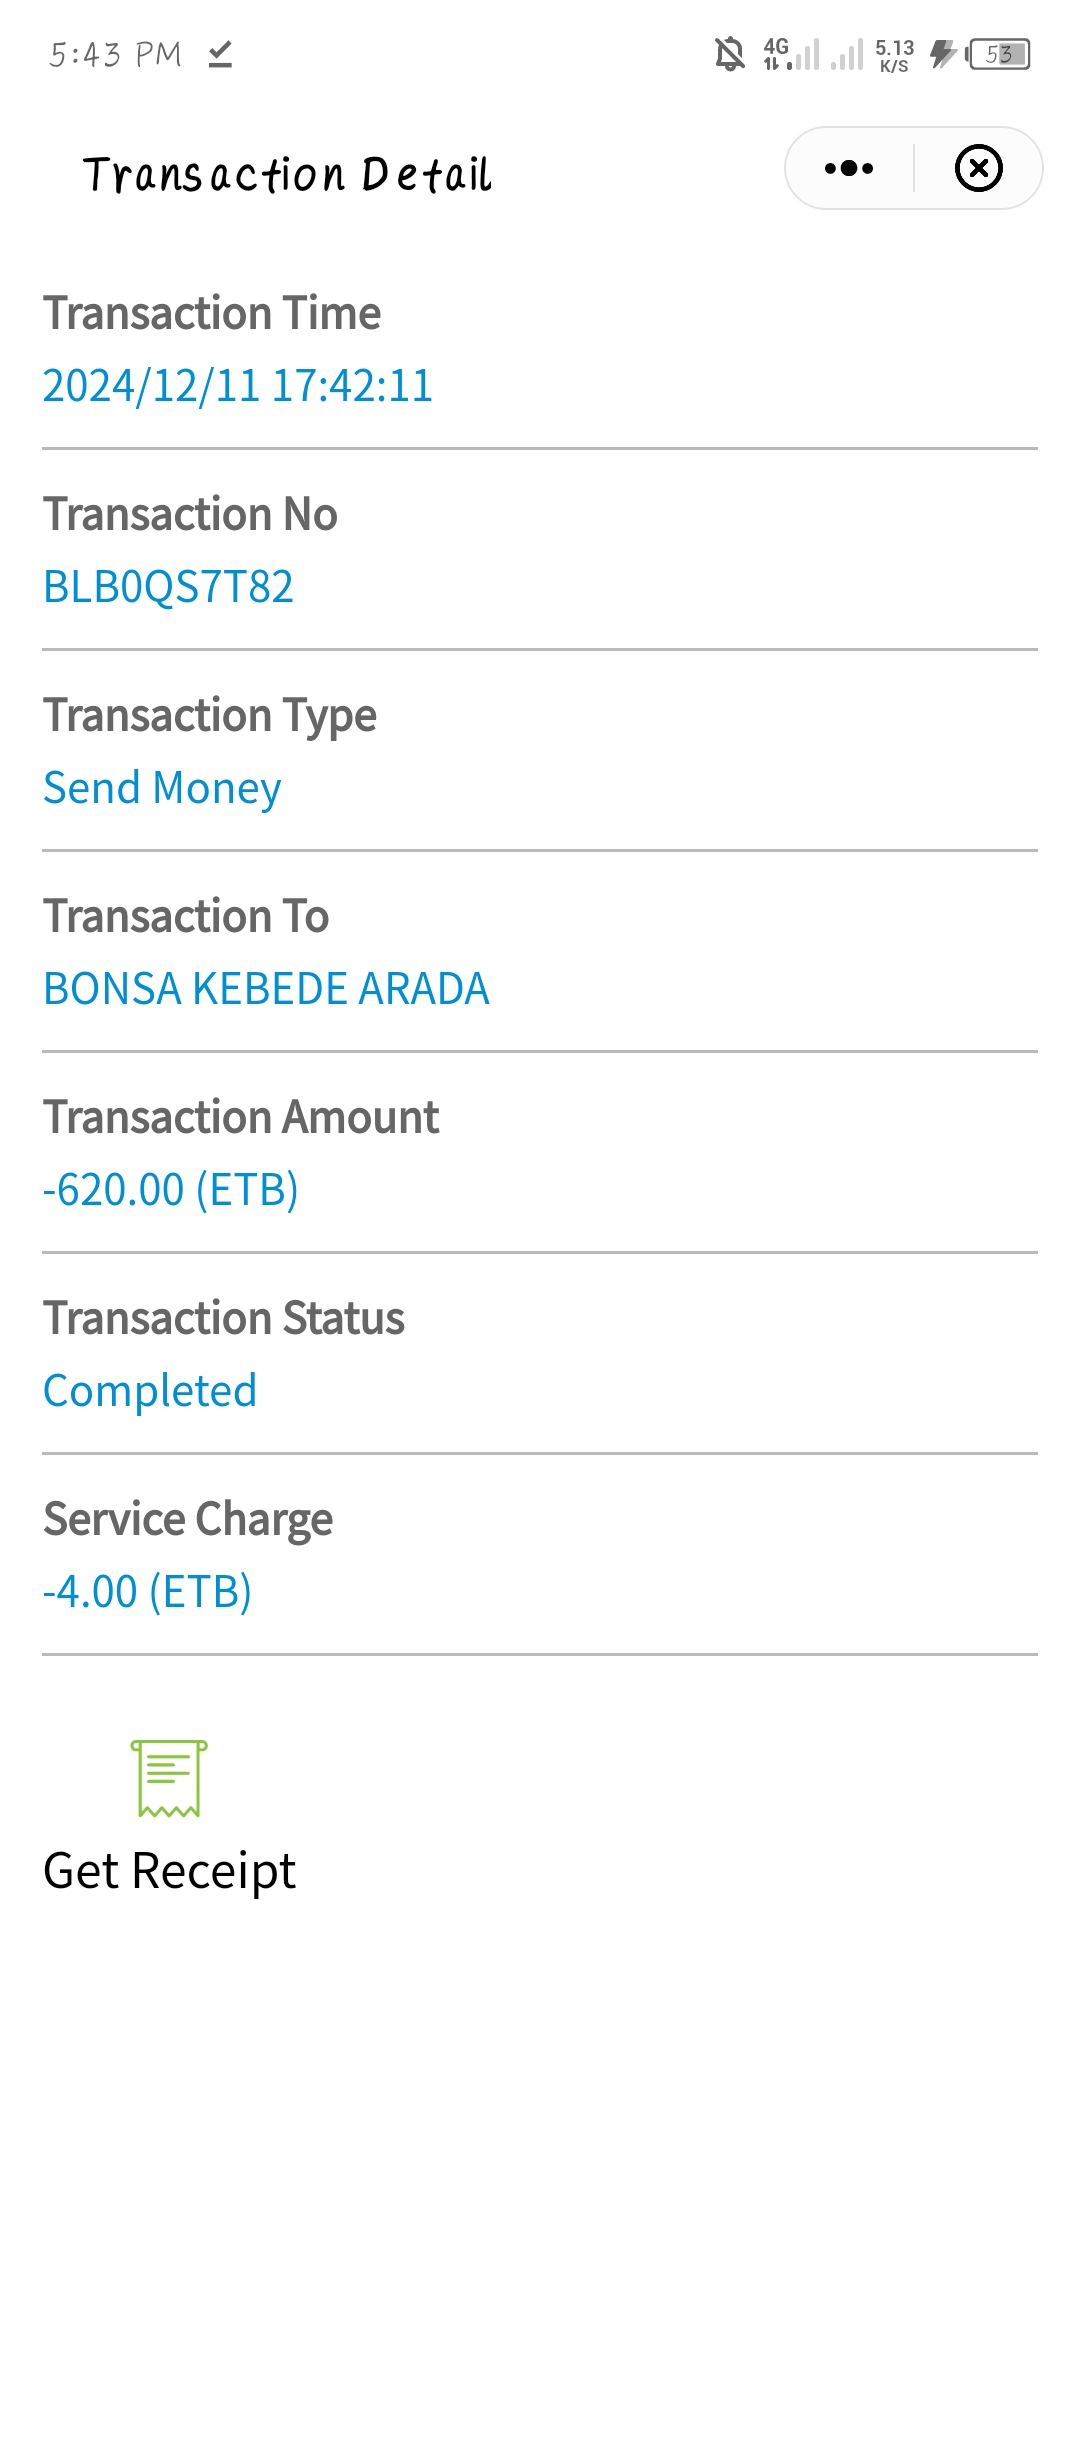 5:43 PM 4G 5.13 K/S 53
Transaction Detail
Transaction Time
2024/12/11 17:42:11
Transaction No
BLB0QS7T82
Transaction Type
Send Money
Transaction To
BONSA KEBEDE ARADA
Transaction Amount
-620.00 (ETB)
Transaction Status
Completed
Service Charge
-4.00 (ETB)
Get Receipt